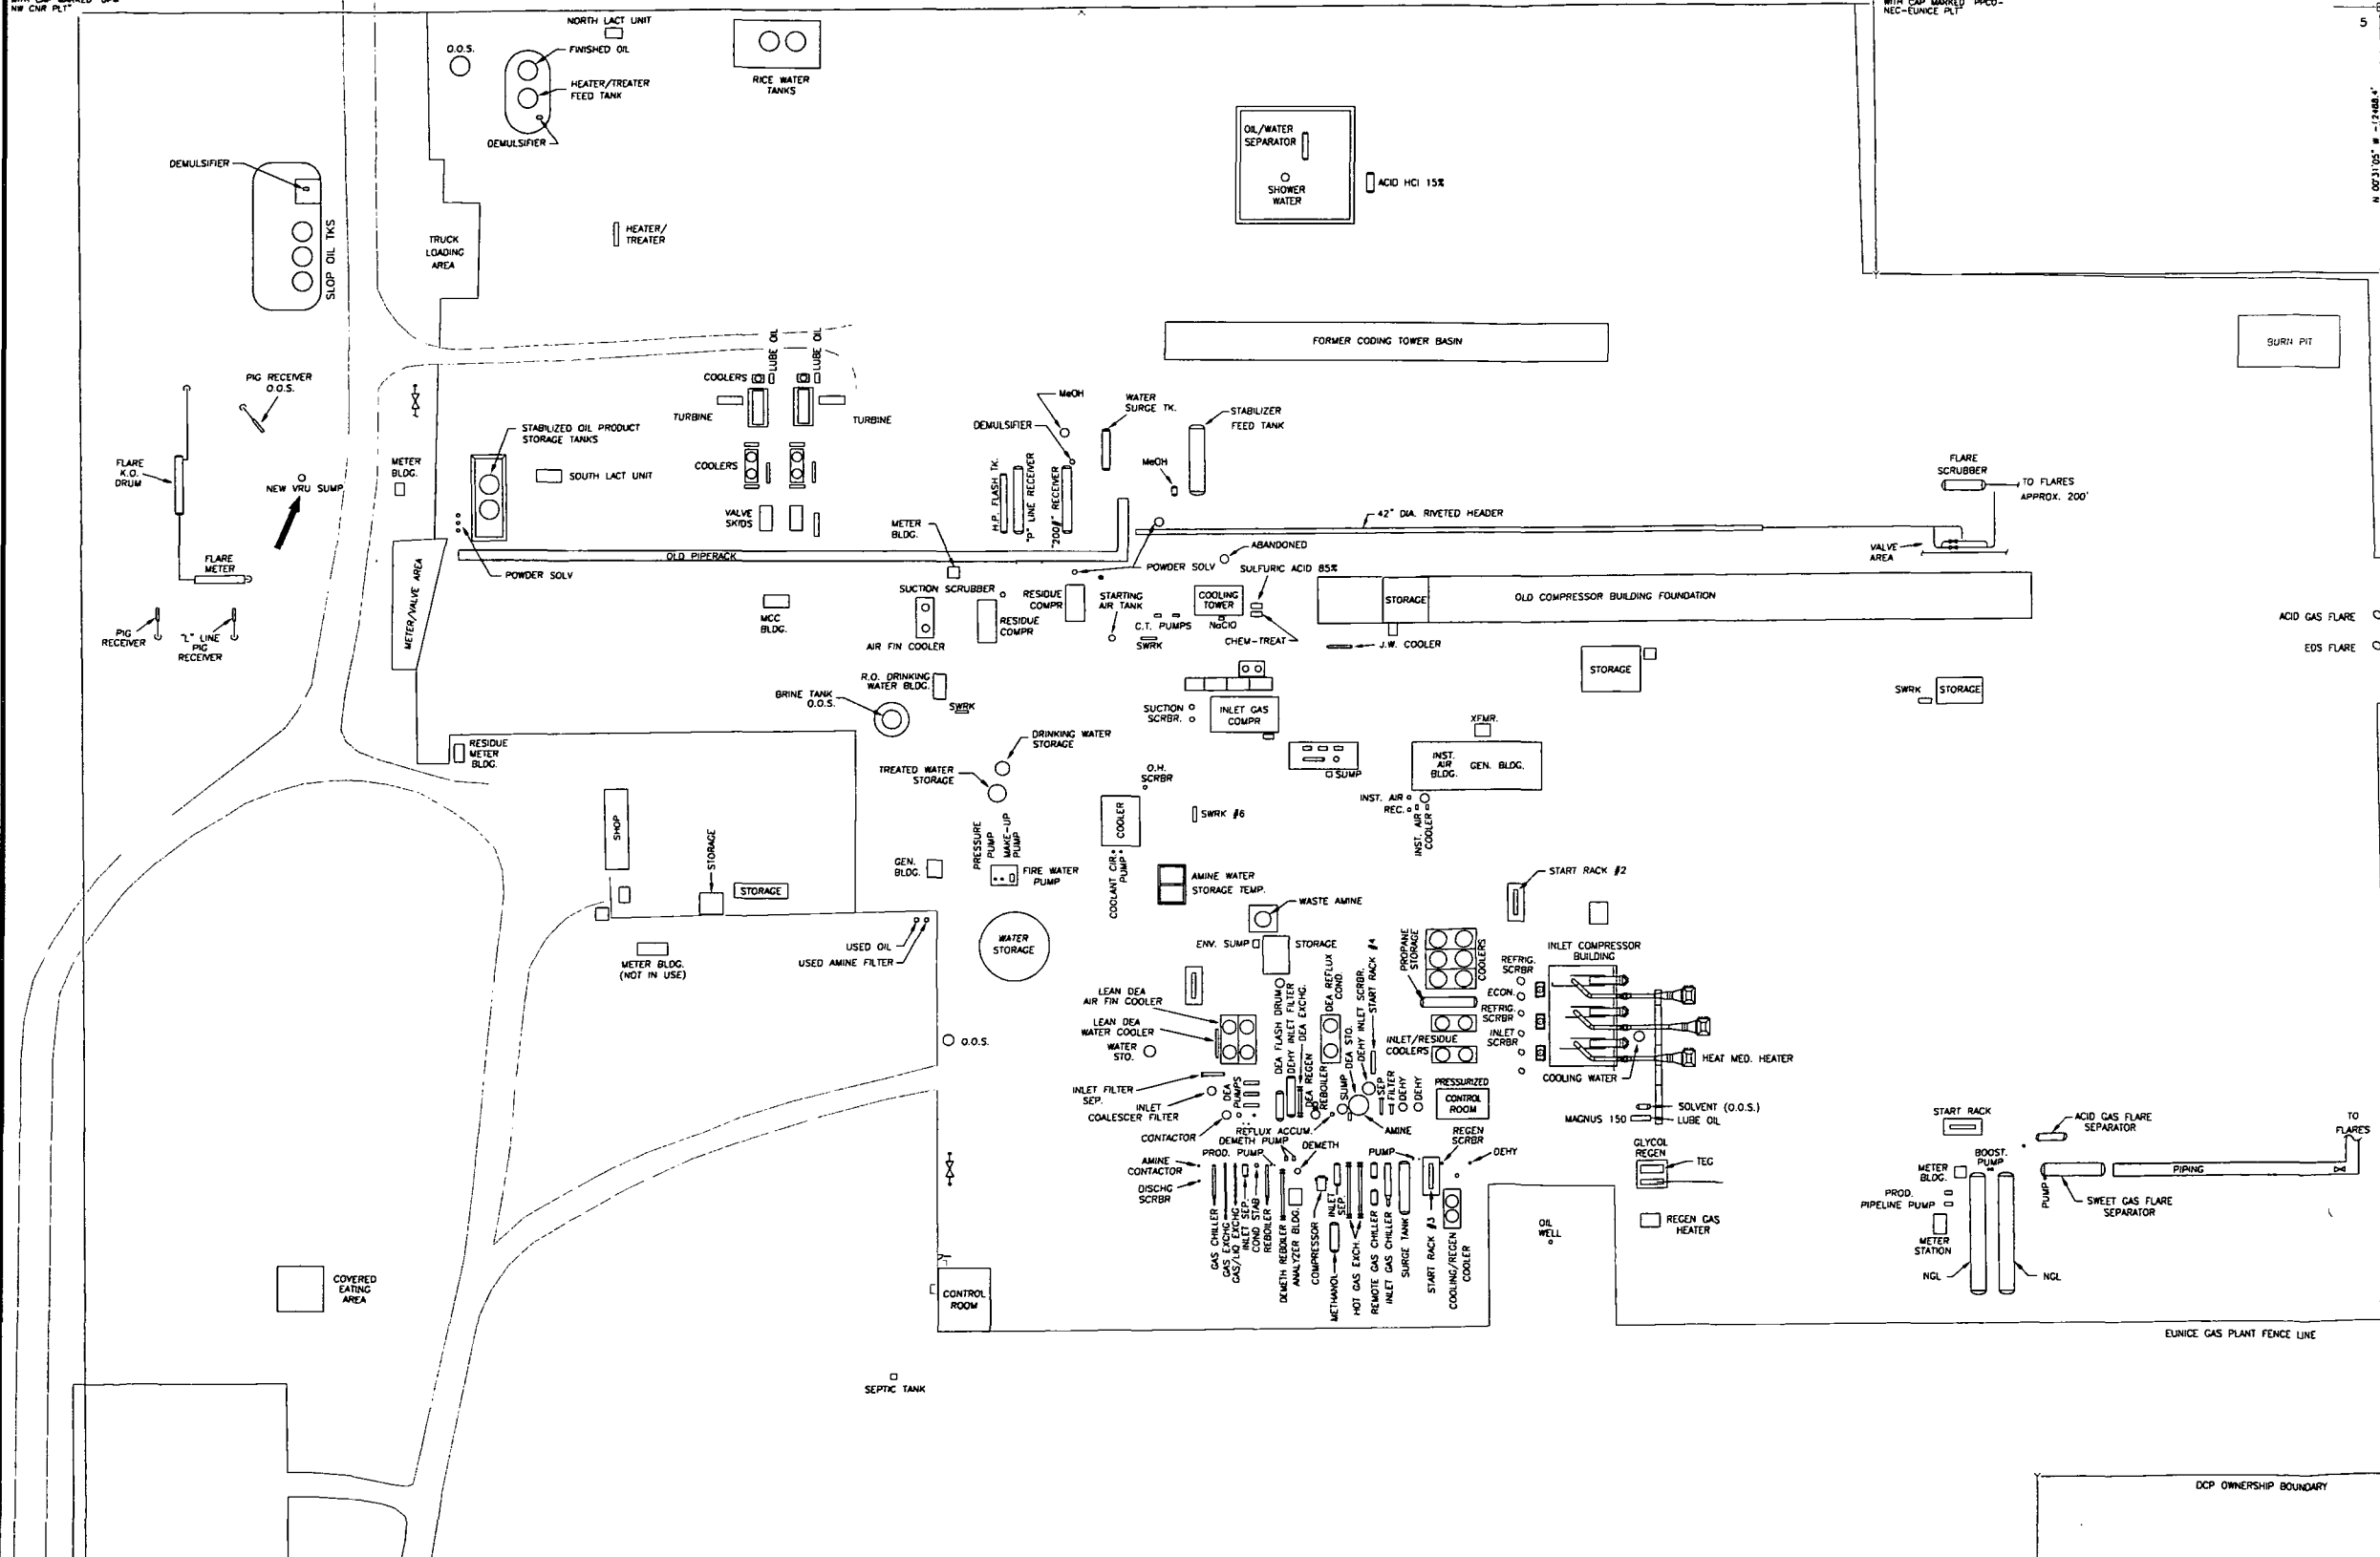 NW CNR PLT"
NORTH LACT UNIT
O.O.S.
FINISHED OIL
HEATER/TREATER
FEED TANK
DEMULSIFIER
RICE WATER
TANKS
WITH CAP MARKED "PPCO-
NEC-EUNICE PLT"
5
N 00°31'05" W -(2488.4'
DEMULSIFIER
SLOP OIL TKS
TRUCK
LOADING
AREA
HEATER/
TREATER
OIL/WATER
SEPARATOR
SHOWER
WATER
ACID HCl 15%
FORMER CODING TOWER BASIN
BURN PIT
PIG RECEIVER
O.O.S.
FLARE
K.O.
DRUM
NEW VRU SUMP
FLARE
METER
PIG
RECEIVER
"L" LINE
PIG
RECEIVER
METER
BLDG.
STABILIZED OIL PRODUCT
STORAGE TANKS
SOUTH LACT UNIT
COOLERS
LUBE OIL
LUBE OIL
TURBINE
TURBINE
COOLERS
VALVE
SKIDS
METER
BLDG.
POWDER SOLV
OLD PIPERACK
METER/VALVE AREA
MeOH
DEMULSIFIER
WATER
SURGE TK.
STABILIZER
FEED TANK
MeOH
H.P. FLASH TK.
"P" LINE RECEIVER
"200#" RECEIVER
42" DIA. RIVETED HEADER
FLARE
SCRUBBER
TO FLARES
APPROX. 200'
VALVE
AREA
ABANDONED
POWDER SOLV
SULFURIC ACID 85%
SUCTION SCRUBBER
RESIDUE
COMPR
RESIDUE
COMPR
STARTING
AIR TANK
COOLING
TOWER
C.T. PUMPS
NaClO
SWRK
CHEM-TREAT
STORAGE
OLD COMPRESSOR BUILDING FOUNDATION
J.W. COOLER
ACID GAS FLARE
EDS FLARE
MCC
BLDG.
AIR FIN COOLER
R.O. DRINKING
WATER BLDG.
BRINE TANK
O.O.S.
SWRK
STORAGE
SWRK
STORAGE
SUCTION
SCRBR.
INLET GAS
COMPR
XFMR.
INST.
AIR
BLDG.
GEN. BLDG.
SUMP
INST. AIR
REC.
INST. AIR
COOLER
RESIDUE
METER
BLDG.
DRINKING WATER
STORAGE
TREATED WATER
STORAGE
O.H.
SCRBR
COOLER
SWRK #6
SHOP
STORAGE
STORAGE
PRESSURE
PUMP
MAKE-UP
PUMP
GEN.
BLDG.
FIRE WATER
PUMP
COOLANT CIR.
PUMP
AMINE WATER
STORAGE TEMP.
START RACK #2
METER BLDG.
(NOT IN USE)
USED OIL
USED AMINE FILTER
WATER
STORAGE
WASTE AMINE
ENV. SUMP
STORAGE
PROPANE
STORAGE
COOLERS
INLET COMPRESSOR
BUILDING
REFRIG.
SCRBR
ECON.
REFRIG.
SCRBR
INLET
SCRBR
HEAT MED. HEATER
COOLING WATER
LEAN DEA
AIR FIN COOLER
LEAN DEA
WATER COOLER
WATER
STO.
O.O.S.
DEA FLASH DRUM
DEHY INLET FILTER
DEA EXCHG.
DEA REGEN
REBOILER
DEA REFLUX
COND.
SUMP
DEA STO.
DEHY INLET SCRBR.
START RACK #4
INLET/RESIDUE
COOLERS
INLET FILTER
SEP.
INLET
COALESCER FILTER
DEA
PUMPS
SEP
FILTER
DEHY
DEHY
PRESSURIZED
CONTROL
ROOM
SOLVENT (O.O.S.)
MAGNUS 150
LUBE OIL
CONTACTOR
REFLUX ACCUM.
DEMETH PUMP
DEMETH
AMINE
REGEN
SCRBR
DEHY
AMINE
CONTACTOR
PROD. PUMP
PUMP
DISCHG
SCRBR
GLYCOL
REGEN
TEG
START RACK
ACID GAS FLARE
SEPARATOR
TO
FLARES
METER
BLDG.
BOOST.
PUMP
PIPING
PROD.
PIPELINE PUMP
PUMP
SWEET GAS FLARE
SEPARATOR
METER
STATION
NGL
NGL
GAS CHILLER
GAS EXCHG
GAS/LIQ EXCHG
INLET SEP.
COND STAB
REBOILER
DEMETH REBOILER
ANALYZER BLDG.
COMPRESSOR
METHANOL
INLET
SEP.
HOT GAS EXCH.
REMOTE GAS CHILLER
INLET GAS CHILLER
SURGE TANK
START RACK #3
COOLING/REGEN
COOLER
OIL
WELL
REGEN GAS
HEATER
COVERED
EATING
AREA
CONTROL
ROOM
EUNICE GAS PLANT FENCE LINE
SEPTIC TANK
DCP OWNERSHIP BOUNDARY